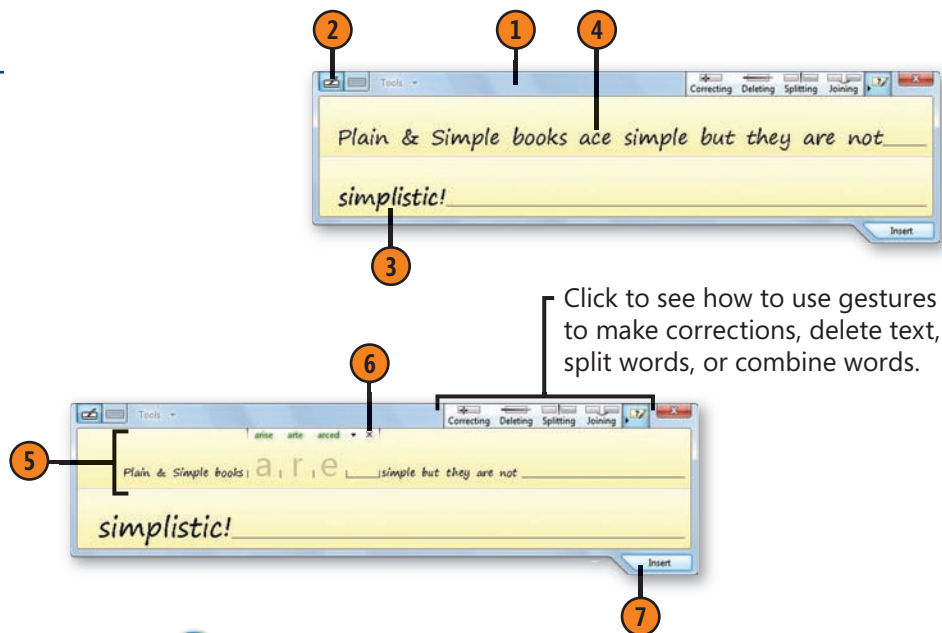 2
1
4
Tools
Correcting Deleting Splitting Joining
Plain & Simple books ace simple but they are not
simplistic!
Insert
3
Click to see how to use gestures
to make corrections, delete text,
split words, or combine words.
6
Tools
Correcting Deleting Splitting Joining
arise arte arced
5
Plain & Simple books are simple but they are not
simplistic!
Insert
7